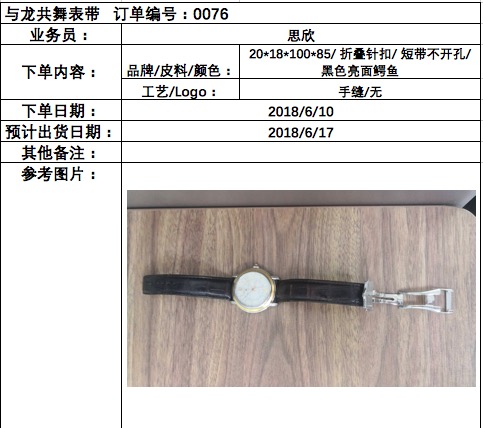 与龙共舞表带 订单编号：0076
业务员： 思欣
下单内容： 品牌/皮料/颜色： 20*18*100*85/ 折叠针扣/ 短带不开孔/
黑色亮面鳄鱼
工艺/Logo： 手缝/无
下单日期： 2018/6/10
预计出货日期： 2018/6/17
其他备注：
参考图片：